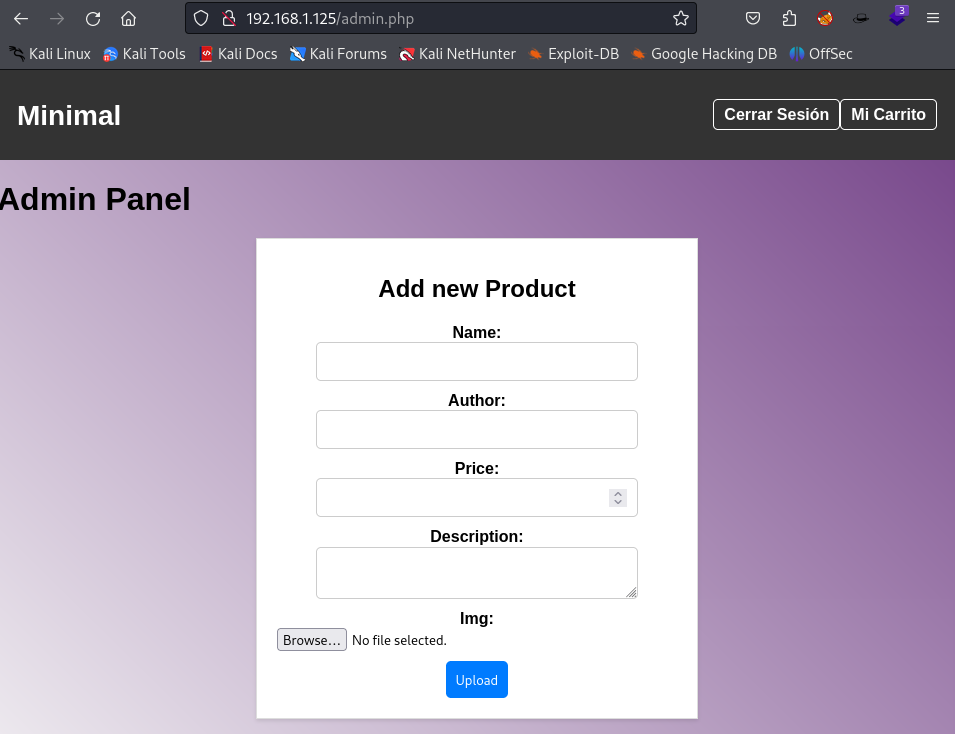 192.168.1.125/admin.php
3
Kali Linux Kali Tools Kali Docs Kali Forums Kali NetHunter Exploit-DB Google Hacking DB OffSec
Minimal Cerrar Sesión Mi Carrito
Admin Panel
Add new Product
Name:
Author:
Price:
Description:
Img:
Browse... No file selected.
Upload